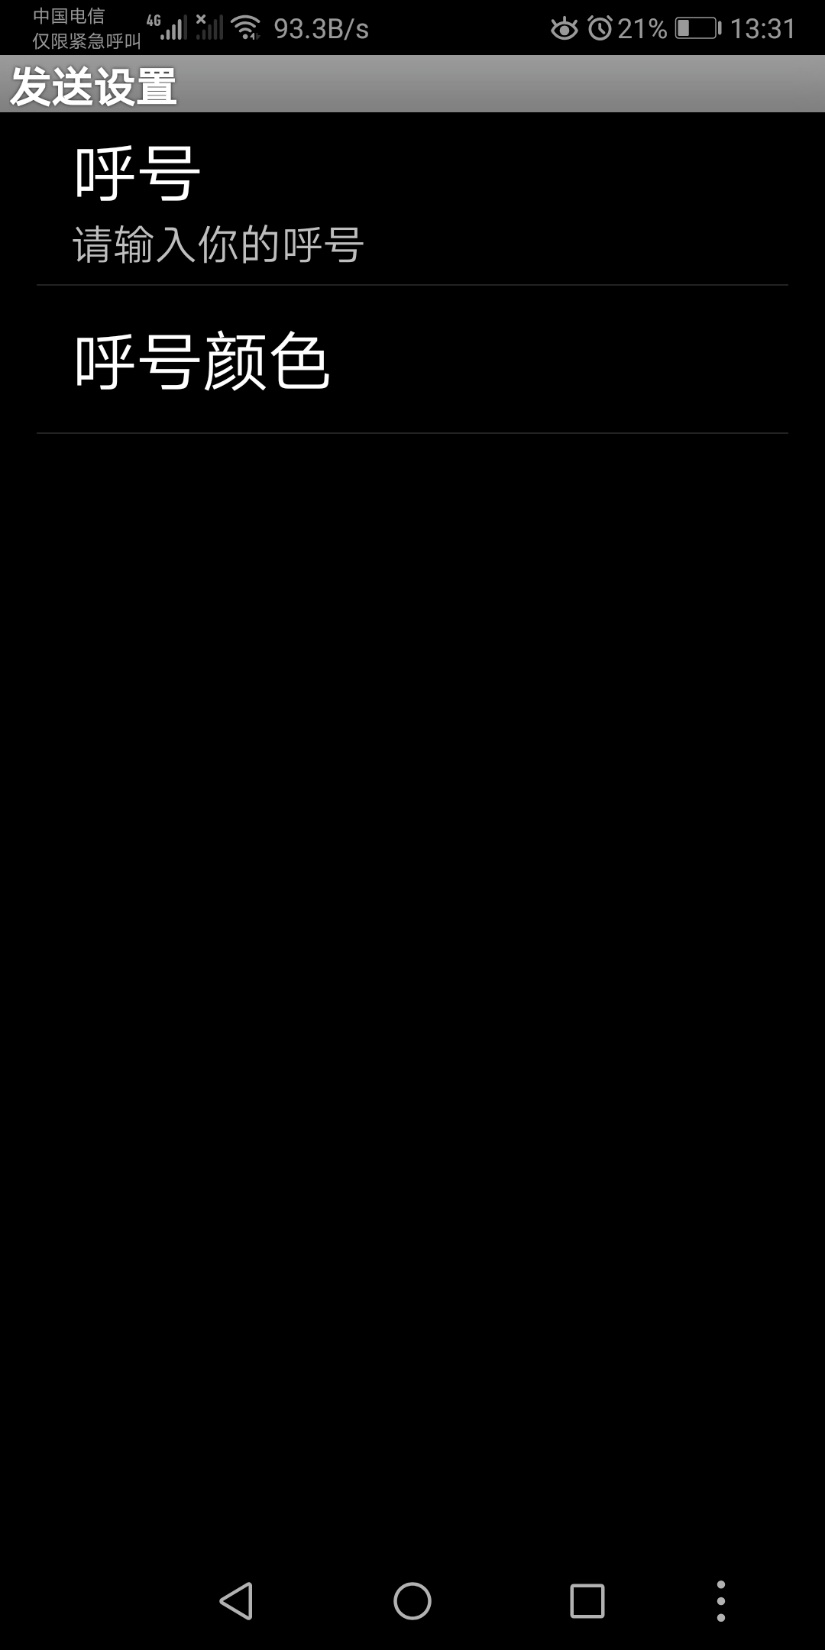 中国电信
仅限紧急呼叫
4G
93.3B/s
21%
13:31
发送设置
呼号
请输入你的呼号
呼号颜色